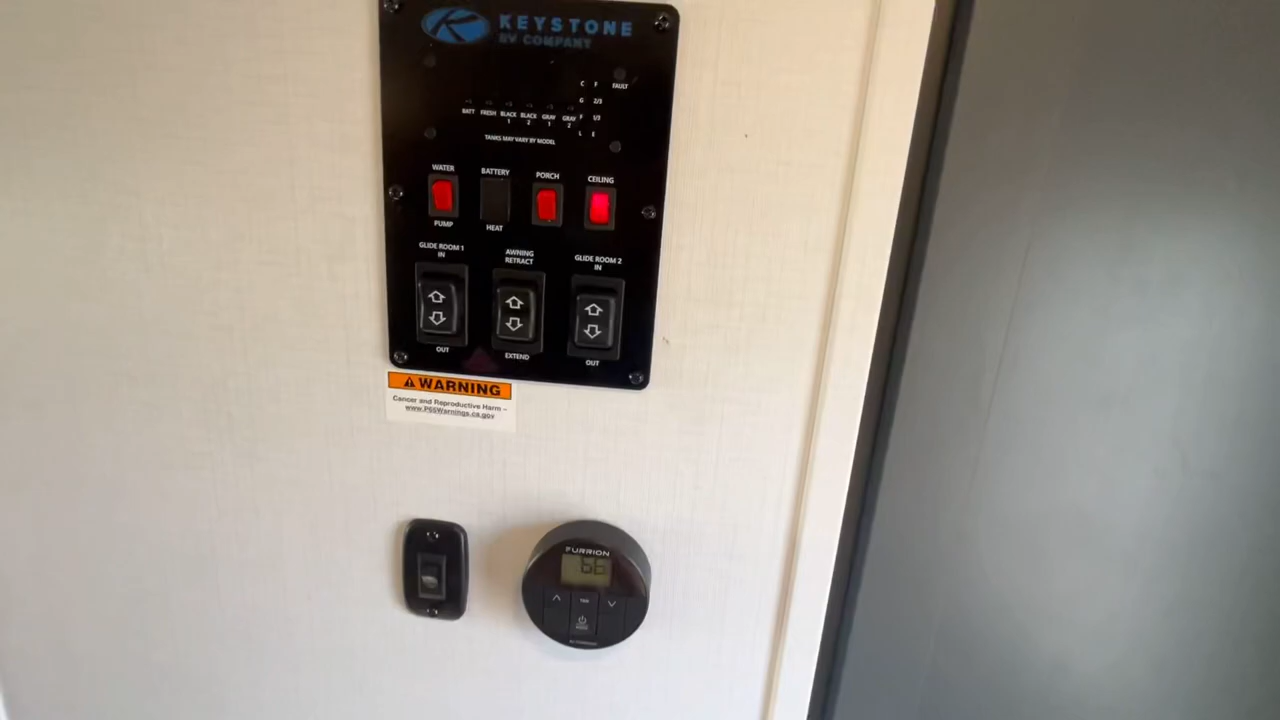 KEYSTONE
RV COMPANY
C F FAULT
G 2/3
BATT FRESH BLACK 1 BLACK 2 GRAY 1 GRAY 2
F 1/3
L E
TANKS MAY VARY BY MODEL
WATER BATTERY PORCH CEILING
PUMP HEAT
GLIDE ROOM 1 IN
AWNING RETRACT
GLIDE ROOM 2 IN
OUT EXTEND OUT
WARNING
Cancer and Reproductive Harm –
www.P65Warnings.ca.gov
FURRION
66